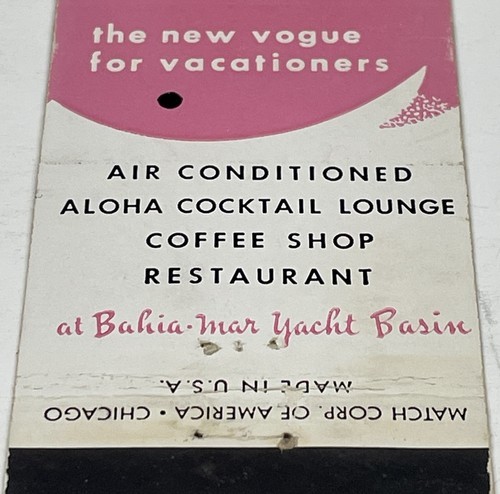 the new vogue
for vacationers
AIR CONDITIONED
ALOHA COCKTAIL LOUNGE
COFFEE SHOP
RESTAURANT
at Bahia-Mar Yacht Basin
MATCH CORP. OF AMERICA • CHICAGO
MADE IN U.S.A.